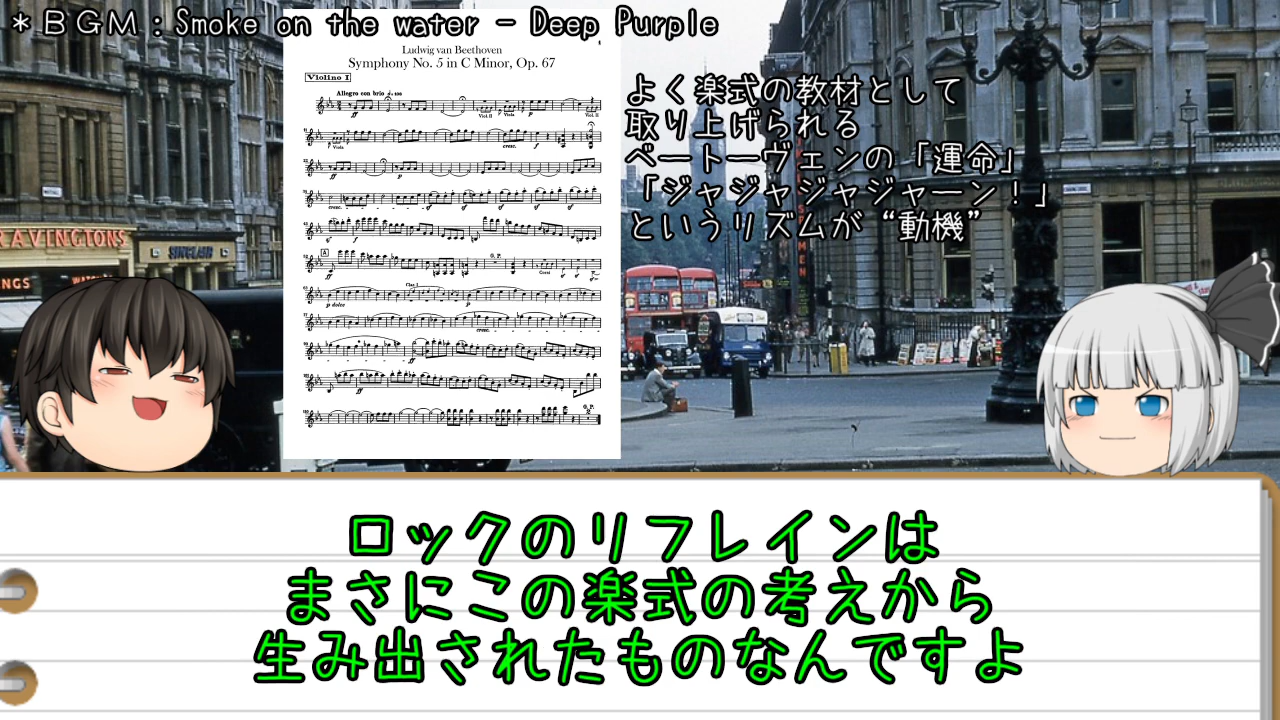 *ＢＧＭ：Smoke on the water - Deep Purple
Ludwig van Beethoven
Symphony No. 5 in C Minor, Op. 67
Violino I
Allegro con brio
よく楽式の教材として
取り上げられる
ベートーヴェンの「運命」
「ジャジャジャジャーン！」
というリズムが“動機”
RAVINGTONS
SINCLAIR
NGS
ロックのリフレインは
まさにこの楽式の考えから
生み出されたものなんですよ